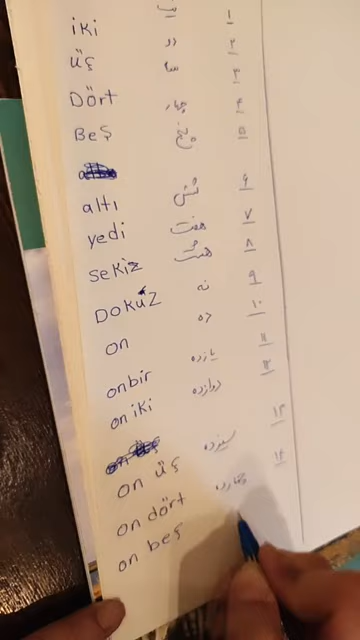 ۱
iki دو ۲
üç سه ۳
Dört چهار ۴
Beş پنج ۵
altı شش ۶
yedi هفت ۷
sekiz هشت ۸
Dokuz نه ۹
on ده ۱۰
onbir یازده ۱۱
on iki دوازده ۱۲
on üç سیزده ۱۳
on dört چهارده ۱۴
on beş